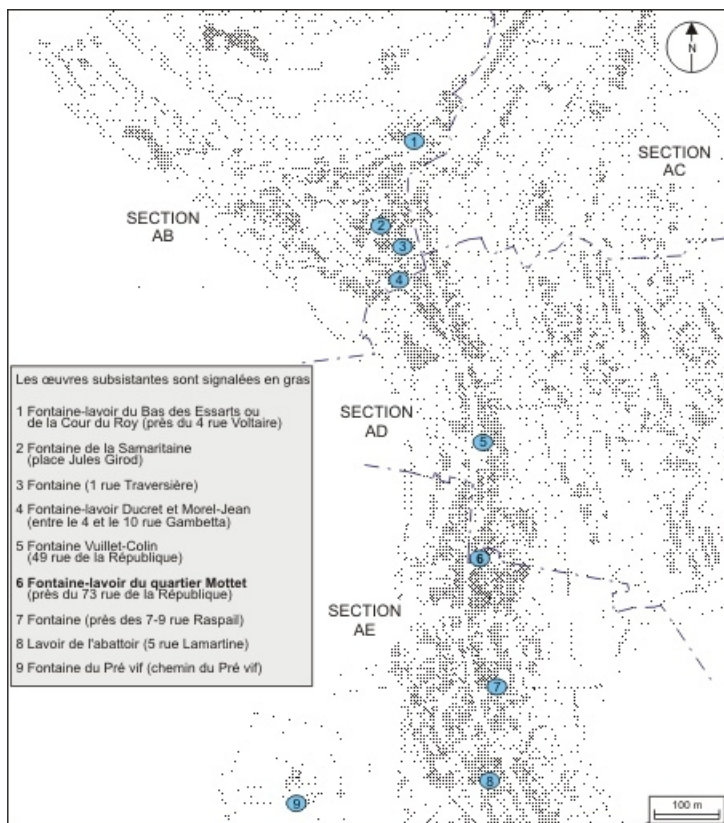 N
SECTION
AC
1
SECTION
AB
2
3
4
Les œuvres subsistantes sont signalées en gras
1 Fontaine-lavoir du Bas des Essarts ou
de la Cour du Roy (près du 4 rue Voltaire)
2 Fontaine de la Samaritaine
(place Jules Girod)
3 Fontaine (1 rue Traversière)
4 Fontaine-lavoir Ducret et Morel-Jean
(entre le 4 et le 10 rue Gambetta)
5 Fontaine Vuillet-Colin
(49 rue de la République)
6 Fontaine-lavoir du quartier Mottet
(près du 73 rue de la République)
7 Fontaine (près des 7-9 rue Raspail)
8 Lavoir de l'abattoir (5 rue Lamartine)
9 Fontaine du Pré vif (chemin du Pré vif)
SECTION
AD
5
6
SECTION
AE
7
8
9
100 m